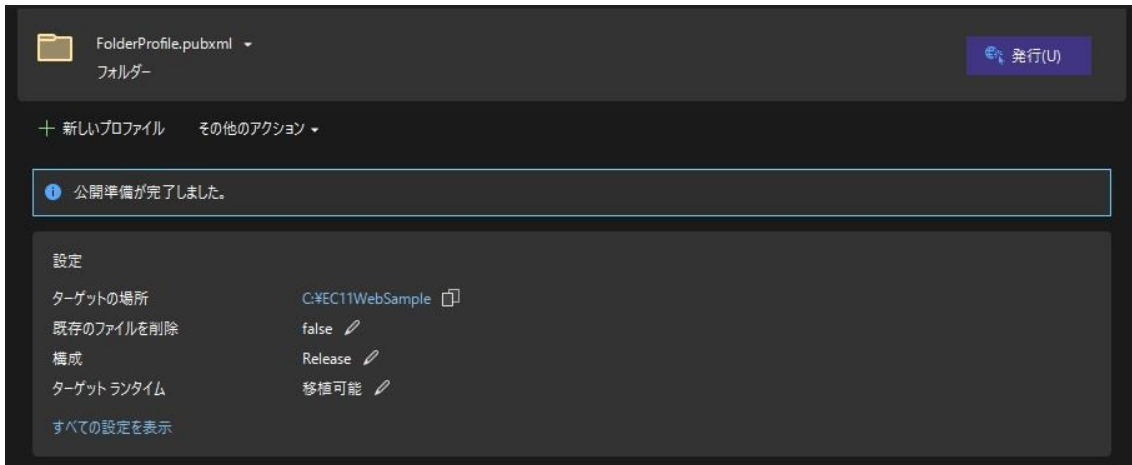 FolderProfile.pubxml
フォルダー
発行(U)
新しいプロファイル その他のアクション
公開準備が完了しました。
設定
ターゲットの場所 C:¥EC11WebSample
既存のファイルを削除 false
構成 Release
ターゲット ランタイム 移植可能
すべての設定を表示